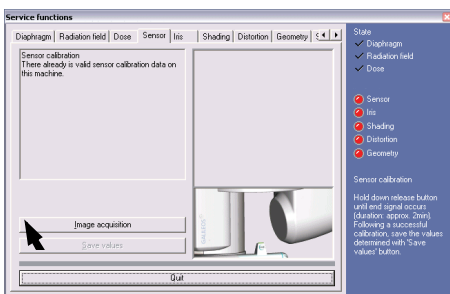 Service functions
Diaphragm Radiation field Dose Sensor Iris Shading Distortion Geometry
Sensor calibration
There already is valid sensor calibration data on
this machine.
Image acquisition
Save values
Quit
State
Diaphragm
Radiation field
Dose
Sensor
Iris
Shading
Distortion
Geometry
Sensor calibration
Hold down release button
until end signal occurs
(duration: approx. 2min).
Following a successful
calibration, save the values
determined with 'Save
values' button.